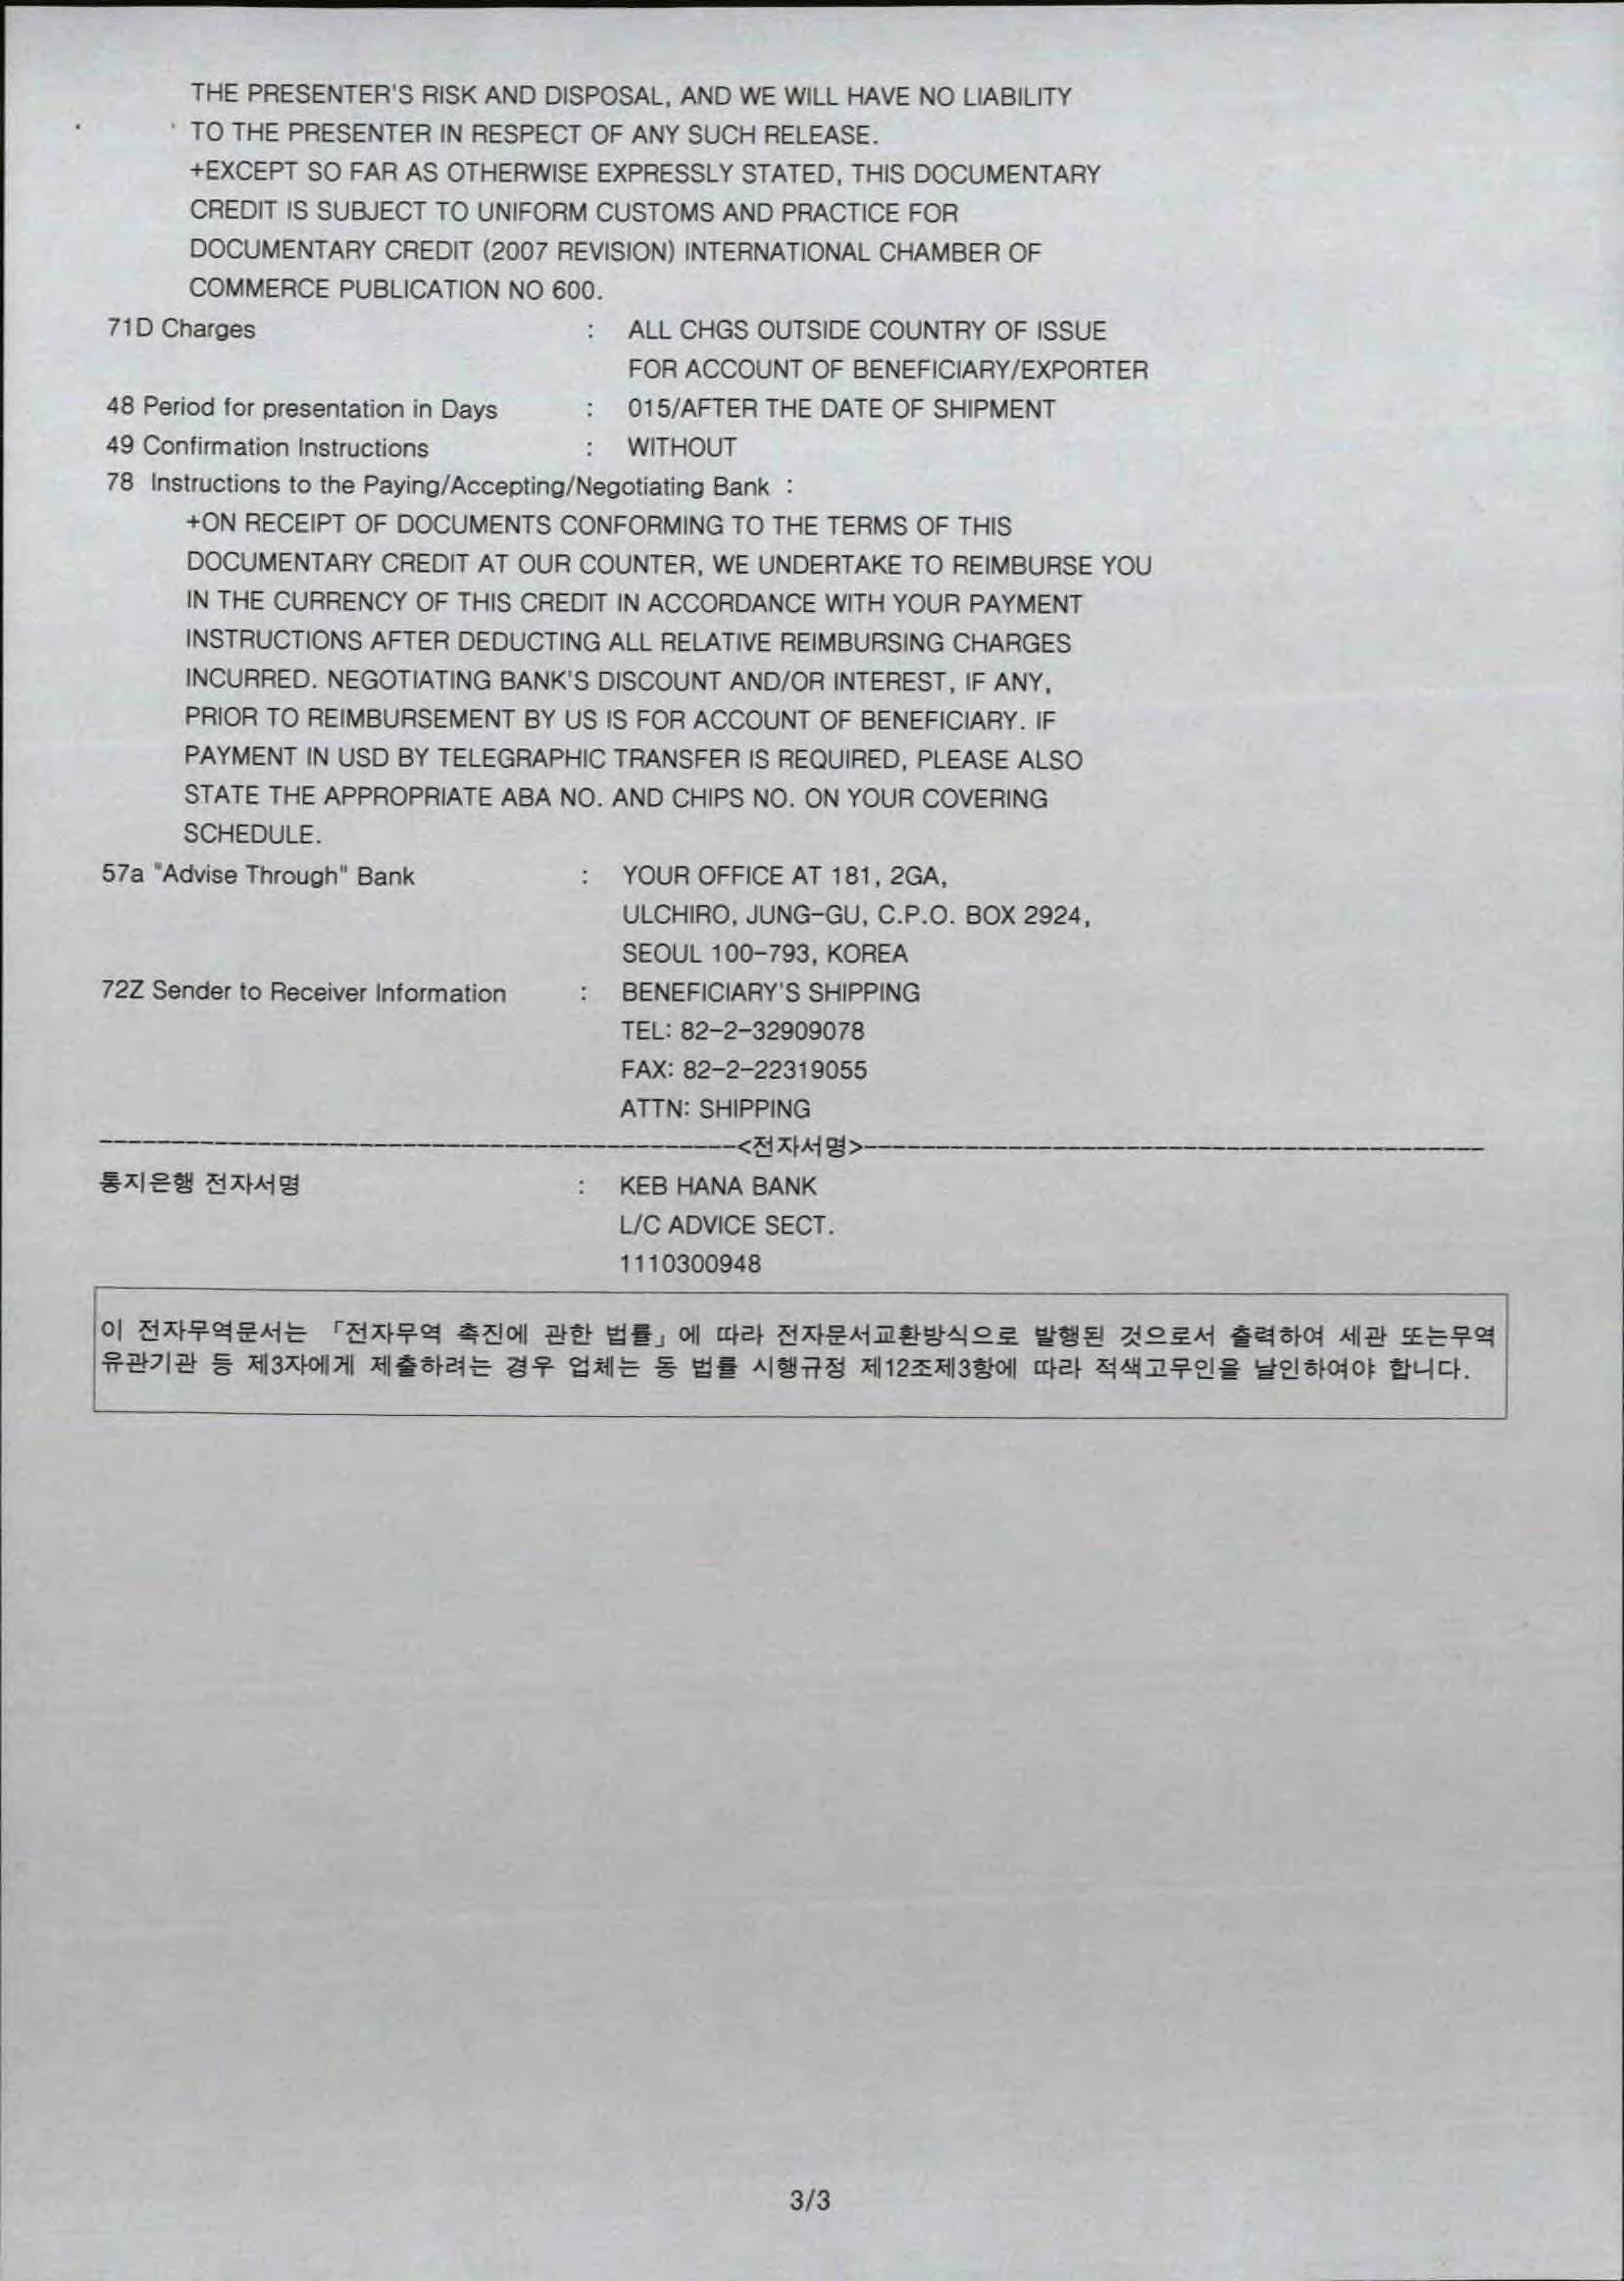 THE PRESENTER'S RISK AND DISPOSAL, AND WE WILL HAVE NO LIABILITY
TO THE PRESENTER IN RESPECT OF ANY SUCH RELEASE.
+EXCEPT SO FAR AS OTHERWISE EXPRESSLY STATED, THIS DOCUMENTARY
CREDIT IS SUBJECT TO UNIFORM CUSTOMS AND PRACTICE FOR
DOCUMENTARY CREDIT (2007 REVISION) INTERNATIONAL CHAMBER OF
COMMERCE PUBLICATION NO 600.
71D Charges : ALL CHGS OUTSIDE COUNTRY OF ISSUE
FOR ACCOUNT OF BENEFICIARY/EXPORTER
48 Period for presentation in Days : 015/AFTER THE DATE OF SHIPMENT
49 Confirmation Instructions : WITHOUT
78 Instructions to the Paying/Accepting/Negotiating Bank :
+ON RECEIPT OF DOCUMENTS CONFORMING TO THE TERMS OF THIS
DOCUMENTARY CREDIT AT OUR COUNTER, WE UNDERTAKE TO REIMBURSE YOU
IN THE CURRENCY OF THIS CREDIT IN ACCORDANCE WITH YOUR PAYMENT
INSTRUCTIONS AFTER DEDUCTING ALL RELATIVE REIMBURSING CHARGES
INCURRED. NEGOTIATING BANK'S DISCOUNT AND/OR INTEREST, IF ANY,
PRIOR TO REIMBURSEMENT BY US IS FOR ACCOUNT OF BENEFICIARY. IF
PAYMENT IN USD BY TELEGRAPHIC TRANSFER IS REQUIRED, PLEASE ALSO
STATE THE APPROPRIATE ABA NO. AND CHIPS NO. ON YOUR COVERING
SCHEDULE.
57a "Advise Through" Bank : YOUR OFFICE AT 181, 2GA,
ULCHIRO, JUNG-GU, C.P.O. BOX 2924,
SEOUL 100-793, KOREA
72Z Sender to Receiver Information : BENEFICIARY'S SHIPPING
TEL: 82-2-32909078
FAX: 82-2-22319055
ATTN: SHIPPING
<전자서명>
통지은행 전자서명 : KEB HANA BANK
L/C ADVICE SECT.
1110300948
이 전자무역문서는 「전자무역 촉진에 관한 법률」에 따라 전자문서교환방식으로 발행된 것으로서 출력하여 세관 또는무역
유관기관 등 제3자에게 제출하려는 경우 업체는 동 법률 시행규정 제12조제3항에 따라 적색고무인을 날인하여야 합니다.
3/3